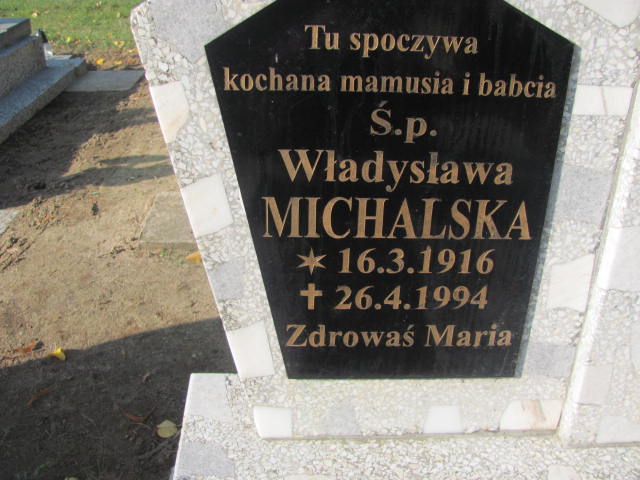 Tu spoczywa
kochana mamusia i babcia
Ś.p.
Władysława
MICHALSKA
✶ 16.3.1916
✝ 26.4.1994
Zdrowaś Maria